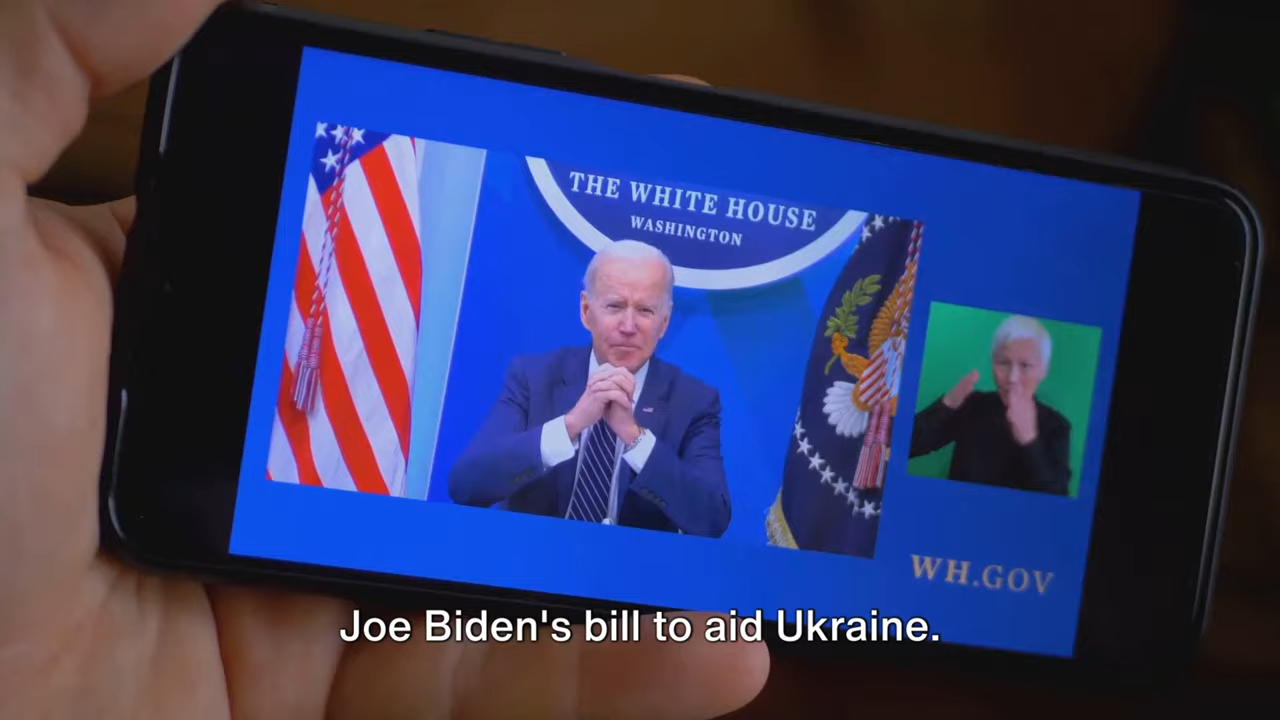 THE WHITE HOUSE
WASHINGTON
WH.GOV
Joe Biden's bill to aid Ukraine.